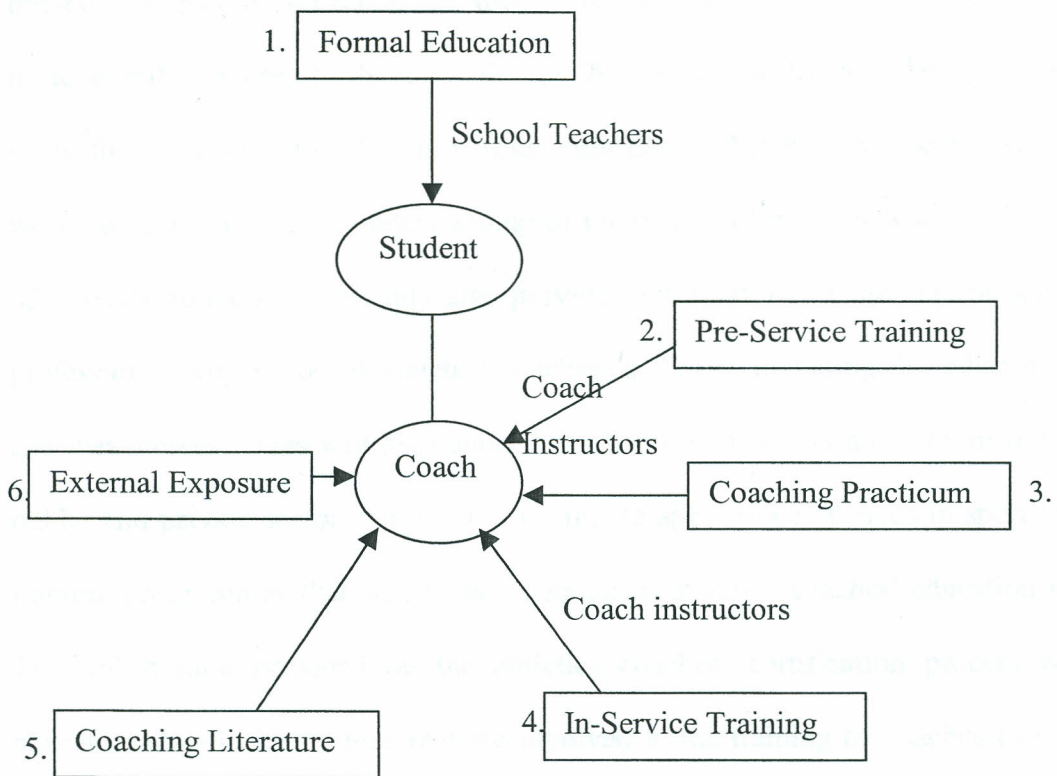 1. Formal Education
School Teachers
Student
2. Pre-Service Training
Coach
Instructors
Coach
6. External Exposure
Coaching Practicum 3.
Coach instructors
4. In-Service Training
5. Coaching Literature